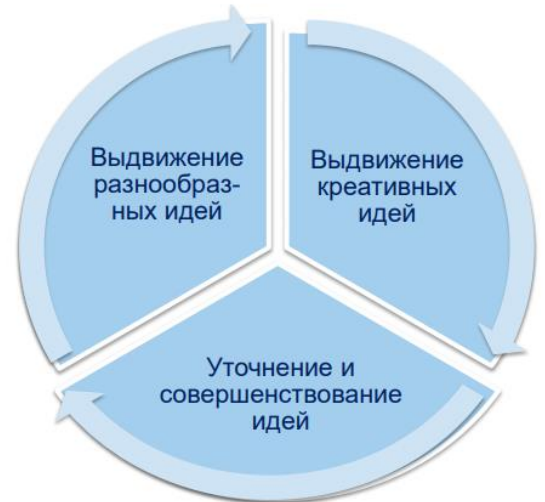 Выдвижение
разнообраз-
ных идей
Выдвижение
креативных
идей
Уточнение и
совершенствование
идей